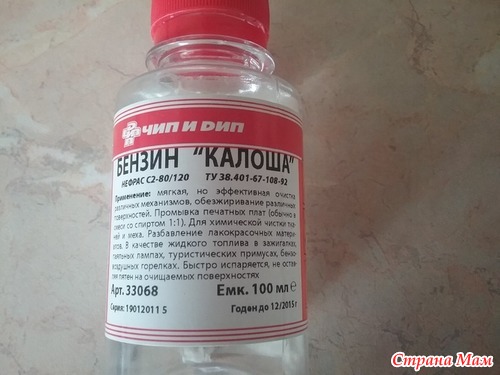 ЧИП И DИП
БЕНЗИН "КАЛОША"
НЕФРАС С2-80/120 ТУ 38.401-67-108-92
Применение: мягкая, но эффективная очистка
различных механизмов, обезжиривание различных
поверхностей. Промывка печатных плат (обычно в
смеси со спиртом 1:1). Для химической чистки тка-
ней и меха. Разбавление лакокрасочных матери-
алов. В качестве жидкого топлива в зажигалках,
паяльных лампах, туристических примусах, бензо-
воздушных горелках. Быстро испаряется, не остав-
ляя пятен на очищаемых поверхностях
Арт. 33068 Емк. 100 мл ℮
Серия: 19012011 5 Годен до 12/2015 г
Страна Мам